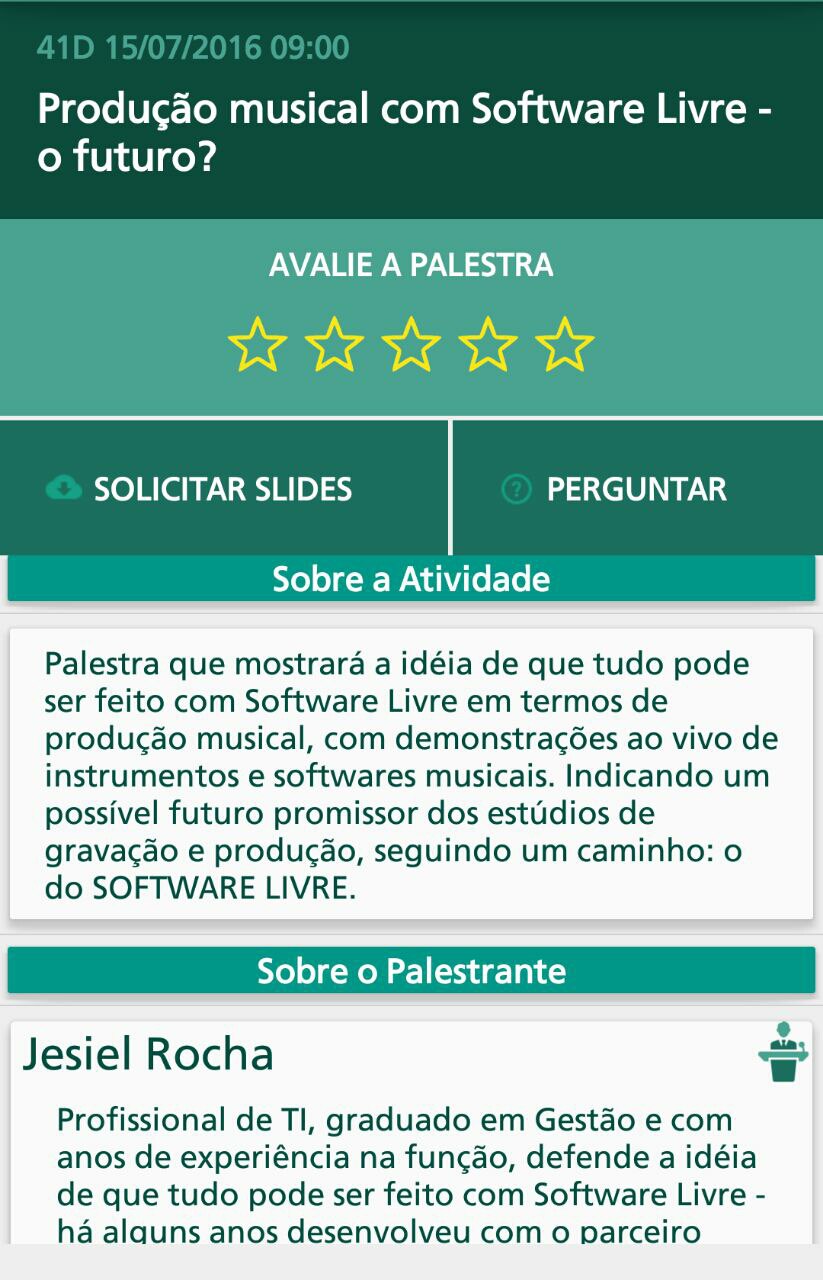 41D 15/07/2016 09:00
Produção musical com Software Livre -
o futuro?
AVALIE A PALESTRA
SOLICITAR SLIDES
PERGUNTAR
Sobre a Atividade
Palestra que mostrará a idéia de que tudo pode
ser feito com Software Livre em termos de
produção musical, com demonstrações ao vivo de
instrumentos e softwares musicais. Indicando um
possível futuro promissor dos estúdios de
gravação e produção, seguindo um caminho: o
do SOFTWARE LIVRE.
Sobre o Palestrante
Jesiel Rocha
Profissional de TI, graduado em Gestão e com
anos de experiência na função, defende a idéia
de que tudo pode ser feito com Software Livre -
há alguns anos desenvolveu com o parceiro